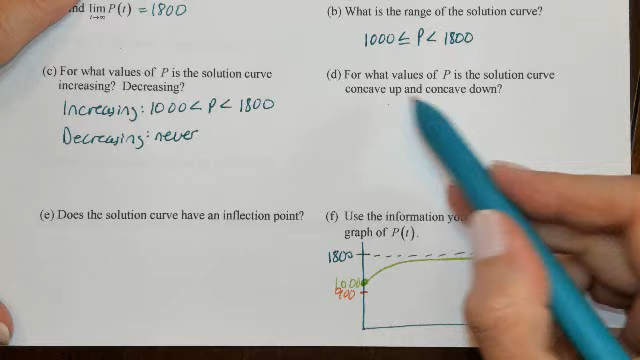 nd lim P(t) = 1800
t→∞
(b) What is the range of the solution curve?
1000 ≤ P < 1800
(c) For what values of P is the solution curve
increasing? Decreasing?
Increasing: 1000 < P < 1800
Decreasing: never
(d) For what values of P is the solution curve
concave up and concave down?
(e) Does the solution curve have an inflection point?
(f) Use the information yo
graph of P(t).
1800
1000
900